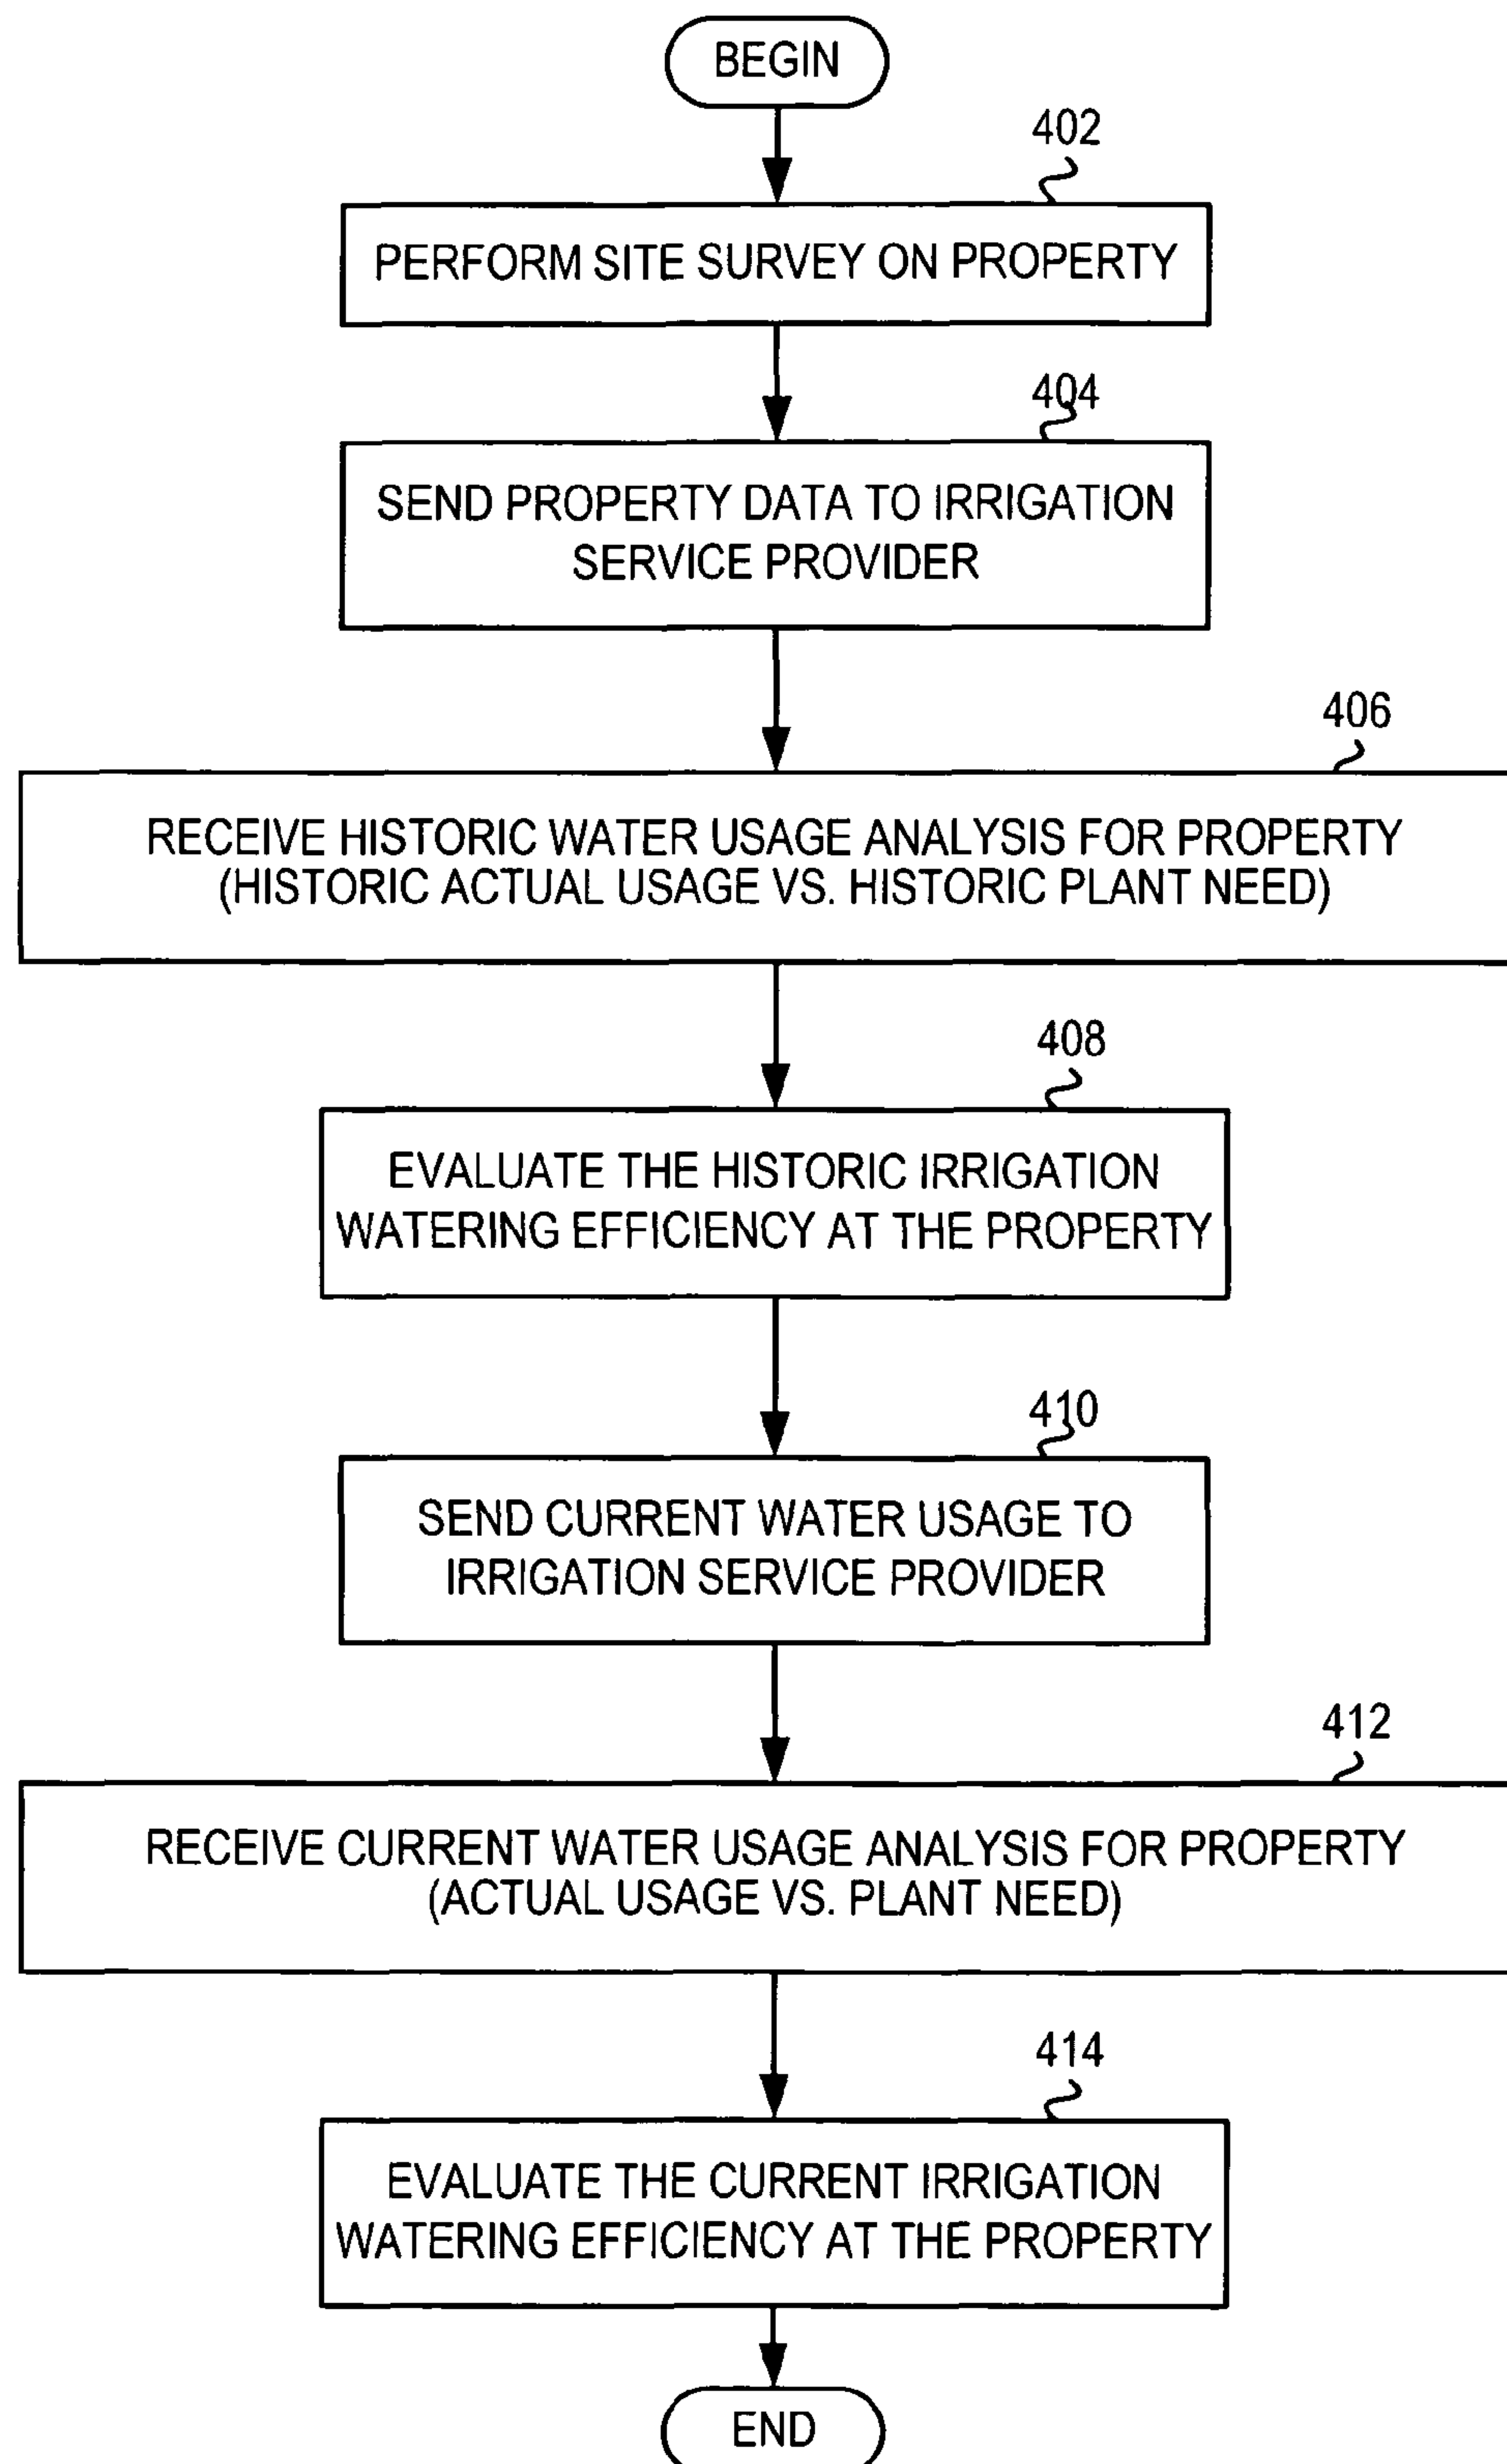 BEGIN
402
PERFORM SITE SURVEY ON PROPERTY
404
SEND PROPERTY DATA TO IRRIGATION
SERVICE PROVIDER
406
RECEIVE HISTORIC WATER USAGE ANALYSIS FOR PROPERTY
(HISTORIC ACTUAL USAGE VS. HISTORIC PLANT NEED)
408
EVALUATE THE HISTORIC IRRIGATION
WATERING EFFICIENCY AT THE PROPERTY
410
SEND CURRENT WATER USAGE TO
IRRIGATION SERVICE PROVIDER
412
RECEIVE CURRENT WATER USAGE ANALYSIS FOR PROPERTY
(ACTUAL USAGE VS. PLANT NEED)
414
EVALUATE THE CURRENT IRRIGATION
WATERING EFFICIENCY AT THE PROPERTY
END